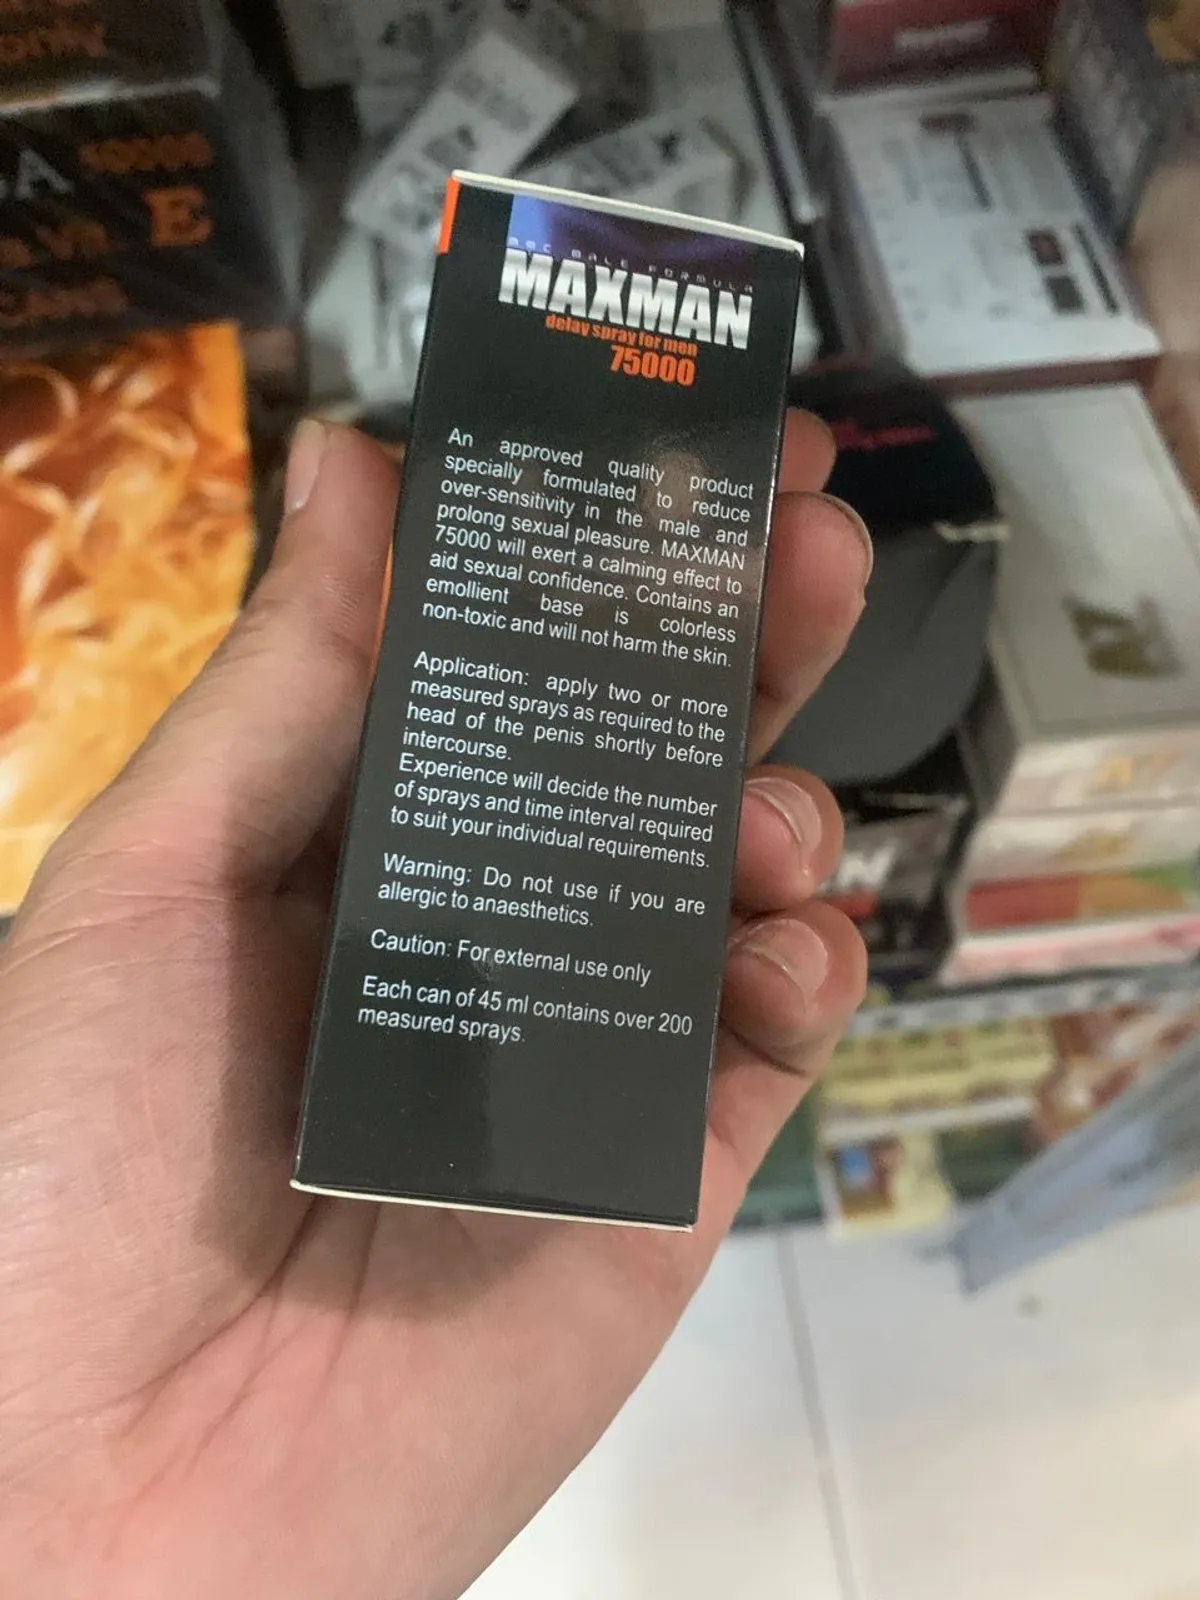 MMC MALE FORMULA
MAXMAN
delay spray for men
75000
An approved quality product
specially formulated to reduce
over-sensitivity in the male and
prolong sexual pleasure. MAXMAN
75000 will exert a calming effect to
aid sexual confidence. Contains an
emollient base is colorless
non-toxic and will not harm the skin.
Application: apply two or more
measured sprays as required to the
head of the penis shortly before
intercourse.
Experience will decide the number
of sprays and time interval required
to suit your individual requirements.
Warning: Do not use if you are
allergic to anaesthetics.
Caution: For external use only
Each can of 45 ml contains over 200
measured sprays.
E